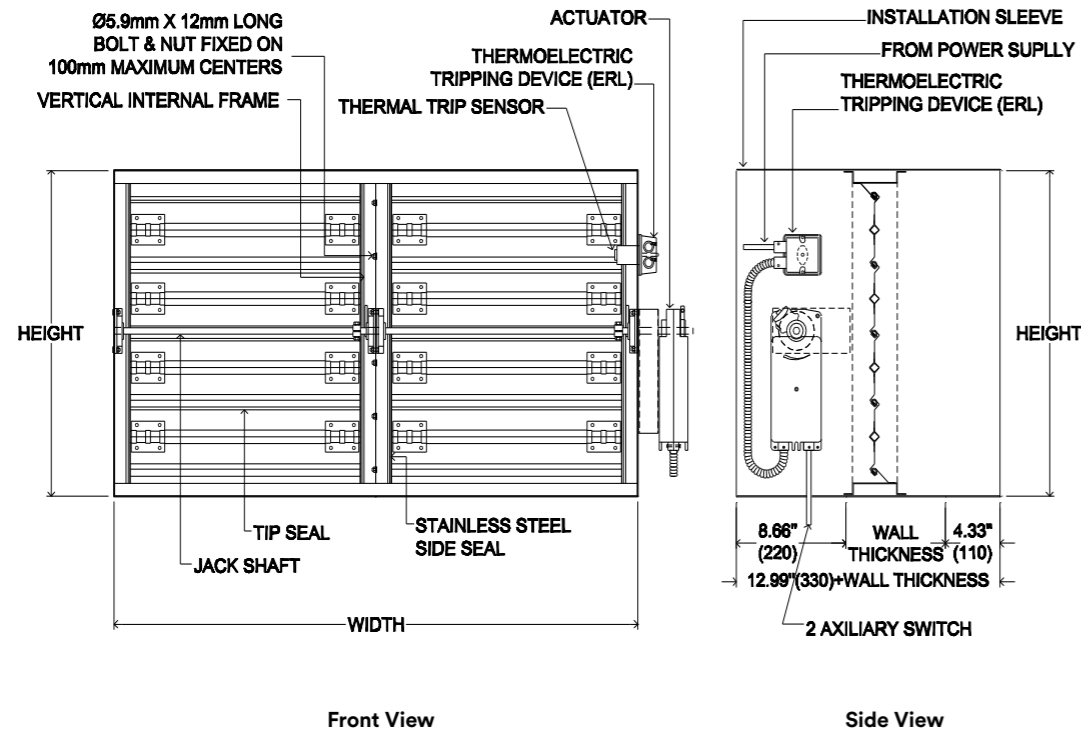 Ø5.9mm X 12mm LONG
BOLT & NUT FIXED ON
100mm MAXIMUM CENTERS
VERTICAL INTERNAL FRAME
ACTUATOR
THERMOELECTRIC
TRIPPING DEVICE (ERL)
THERMAL TRIP SENSOR
HEIGHT
TIP SEAL
JACK SHAFT
STAINLESS STEEL
SIDE SEAL
WIDTH
Front View
INSTALLATION SLEEVE
FROM POWER SUPLLY
THERMOELECTRIC
TRIPPING DEVICE (ERL)
HEIGHT
8.66"
(220)
WALL
THICKNESS
4.33"
(110)
12.99"(330)+WALL THICKNESS
2 AXILIARY SWITCH
Side View